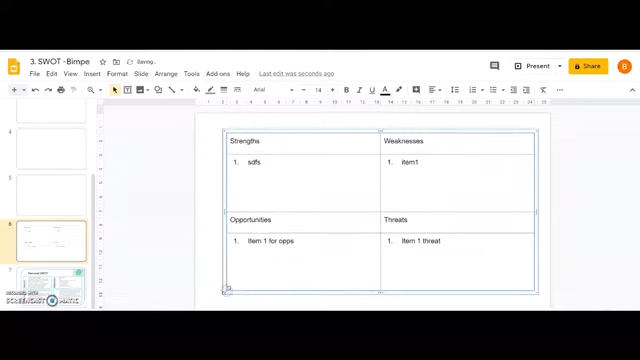 3. SWOT -Bimpe
Saving...
File Edit View Insert Format Slide Arrange Tools Add-ons Help Last edit was seconds ago
Present
Share
B
Arial
14
B I U A
Strengths Weaknesses
1. sdfs 1. item1
Opportunities Threats
1. Item 1 for opps 1. Item 1 threat
4
5
6
7
RECORDED WITH
SCREENCAST MATIC